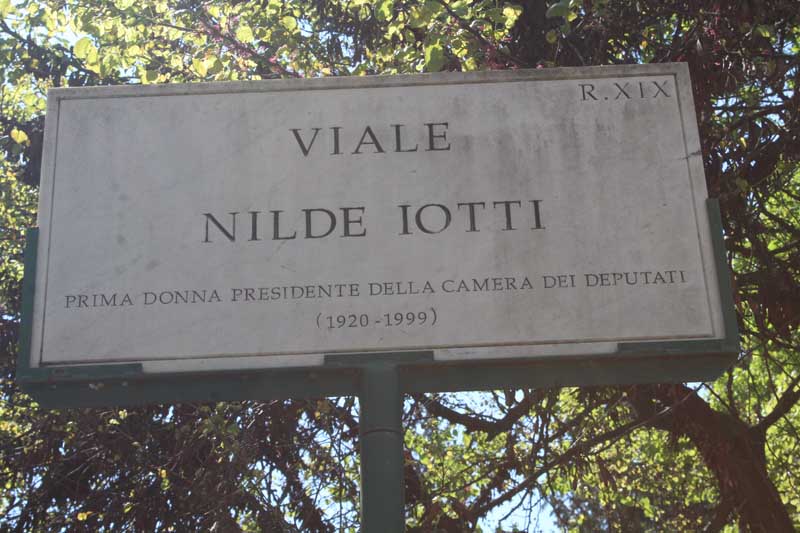 R.XIX
VIALE
NILDE IOTTI
PRIMA DONNA PRESIDENTE DELLA CAMERA DEI DEPUTATI
(1920-1999)